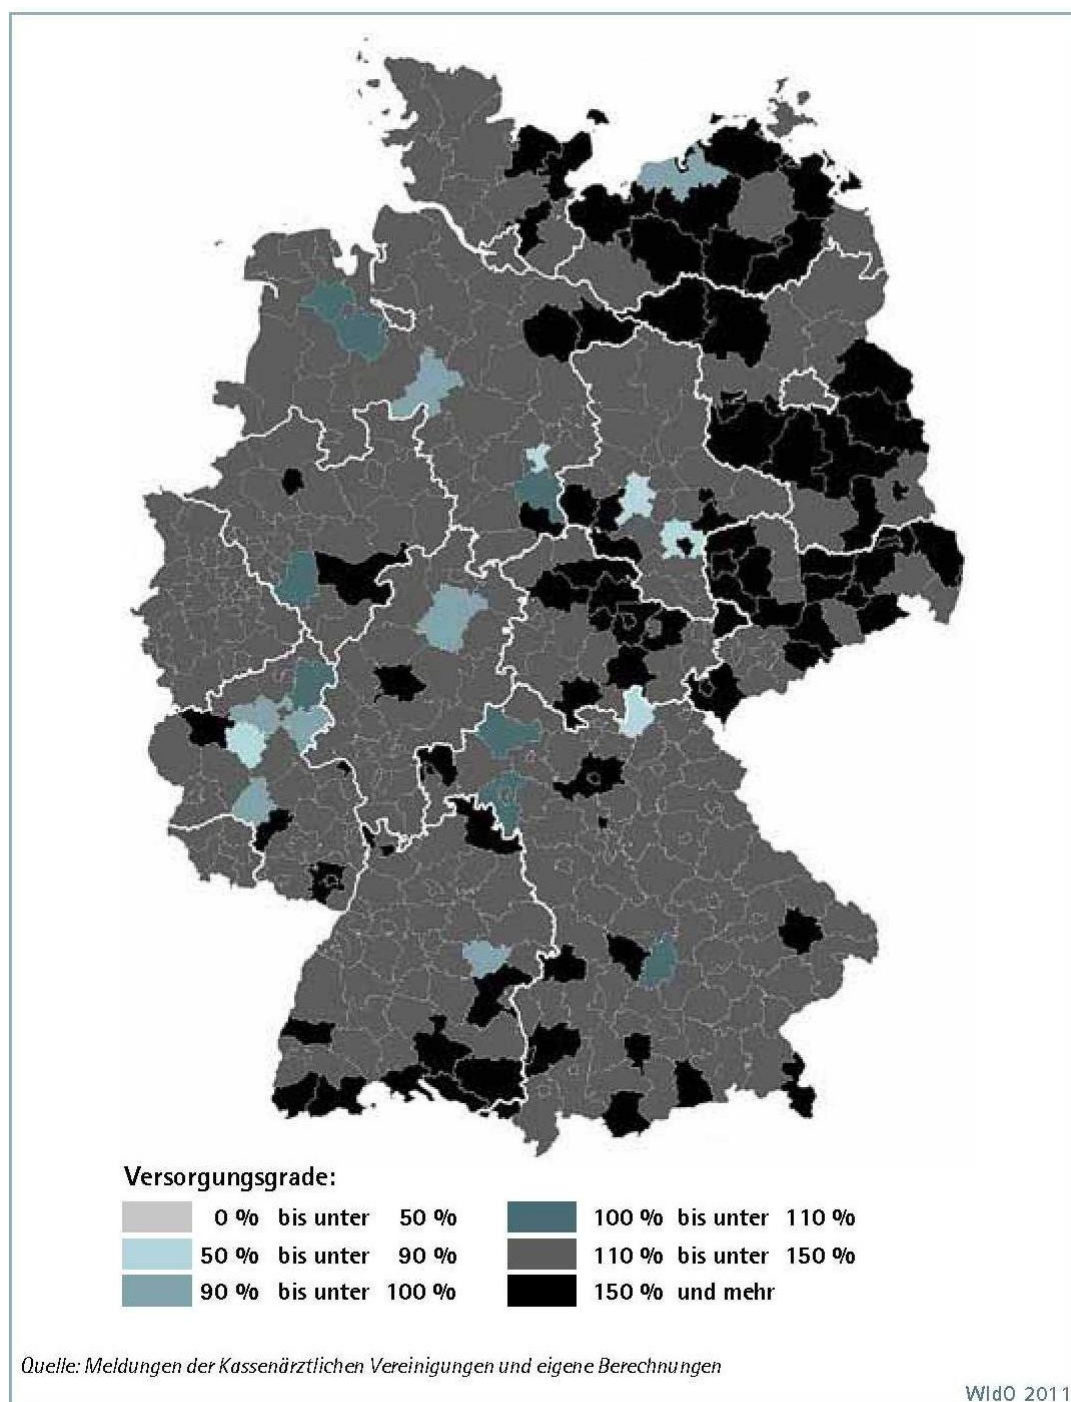 Versorgungsgrade:
0 % bis unter 50 %
50 % bis unter 90 %
90 % bis unter 100 %
100 % bis unter 110 %
110 % bis unter 150 %
150 % und mehr
Quelle: Meldungen der Kassenärztlichen Vereinigungen und eigene Berechnungen
WIdO 2011